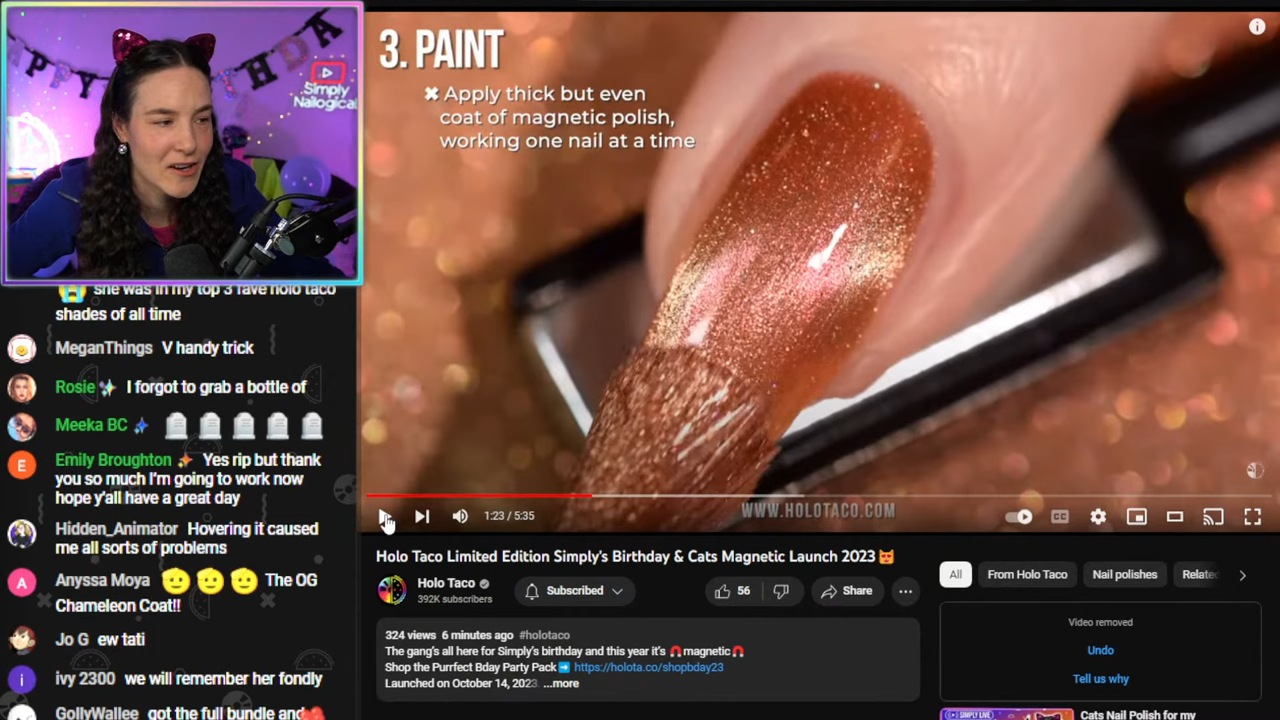 HAPPY BIRTHDA
Simply
Nailogical
she was in my top 3 fave holo taco
shades of all time
MeganThings V handy trick
Rosie I forgot to grab a bottle of
Meeka BC
E Emily Broughton Yes rip but thank
you so much I'm going to work now
hope y'all have a great day
Hidden_Animator Hovering it caused
me all sorts of problems
A Anyssa Moya The OG
Chameleon Coat!!
Jo G ew tati
i ivy 2300 we will remember her fondly
GollyWallee got the full bundle and
3. PAINT
✖ Apply thick but even
coat of magnetic polish,
working one nail at a time
1:23 / 5:35
WWW.HOLOTACO.COM
CC
Holo Taco Limited Edition Simply's Birthday & Cats Magnetic Launch 2023
Holo Taco
392K subscribers
Subscribed
56
Share
324 views 6 minutes ago #holotaco
The gang's all here for Simply's birthday and this year it's magnetic
Shop the Purrfect Bday Party Pack https://holota.co/shopbday23
Launched on October 14, 2023. ...more
All From Holo Taco Nail polishes Relate
Video removed
Undo
Tell us why
SIMPLY LIVE
Cats Nail Polish for my